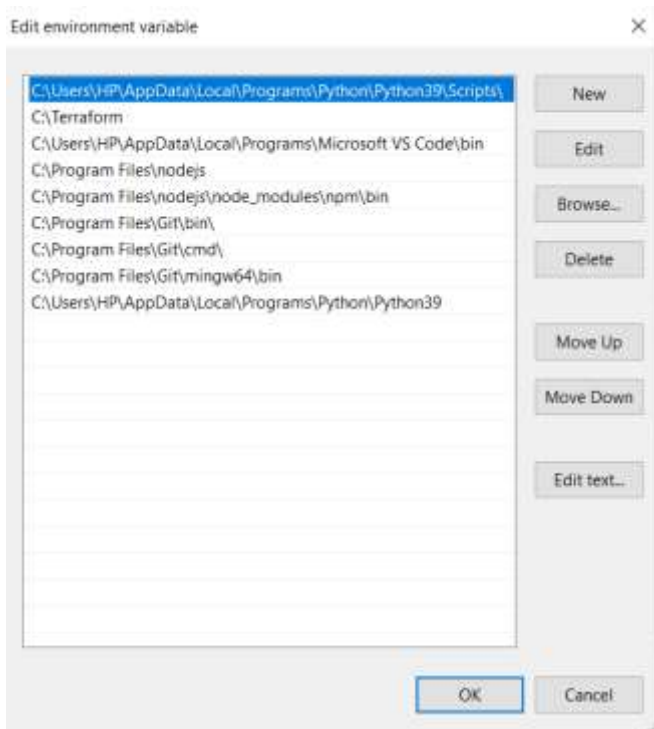 Edit environment variable
C:\Users\HP\AppData\Local\Programs\Python\Python39\Scripts\
New
C:\Terraform
C:\Users\HP\AppData\Local\Programs\Microsoft VS Code\bin
Edit
C:\Program Files\nodejs
C:\Program Files\nodejs\node_modules\npm\bin
Browse...
C:\Program Files\Git\bin\
C:\Program Files\Git\cmd\
Delete
C:\Program Files\Git\mingw64\bin
C:\Users\HP\AppData\Local\Programs\Python\Python39
Move Up
Move Down
Edit text...
OK
Cancel